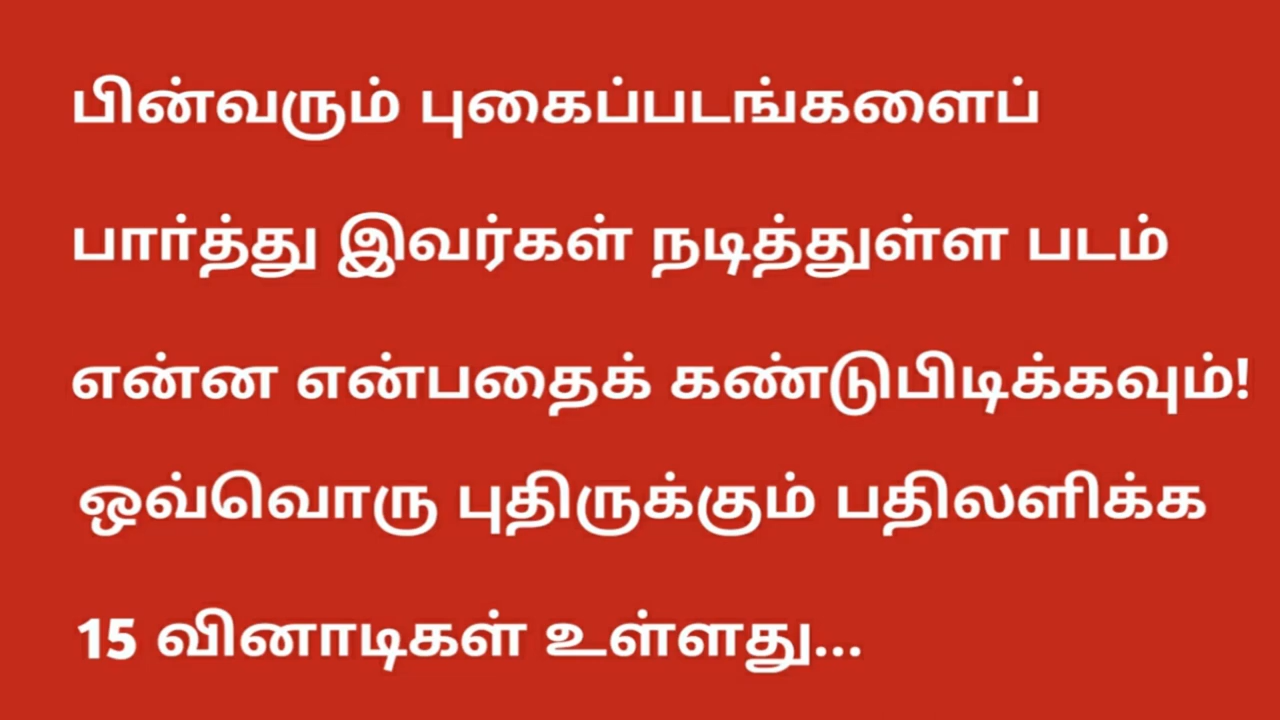 பின்வரும் புகைப்படங்களைப்
பார்த்து இவர்கள் நடித்துள்ள படம்
என்ன என்பதைக் கண்டுபிடிக்கவும்!
ஒவ்வொரு புதிருக்கும் பதிலளிக்க
15 வினாடிகள் உள்ளது...